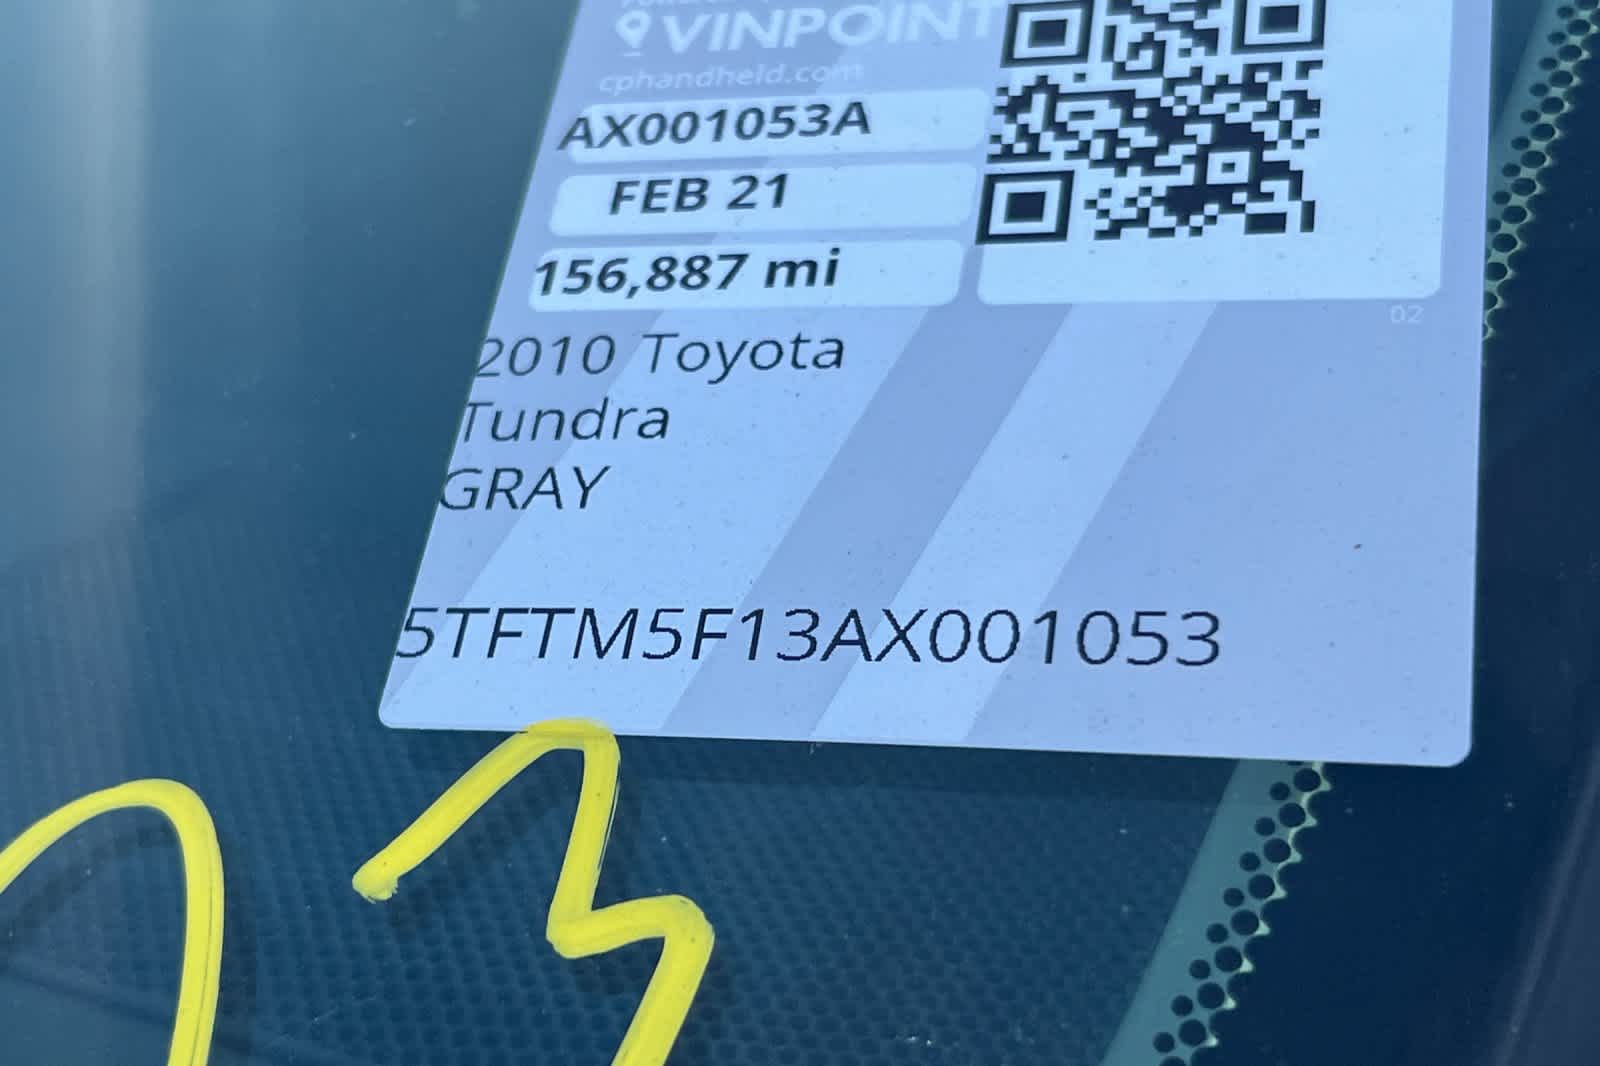 VINPOINT
cphandheld.com
AX001053A
FEB 21
156,887 mi
02
2010 Toyota
Tundra
GRAY
5TFTM5F13AX001053